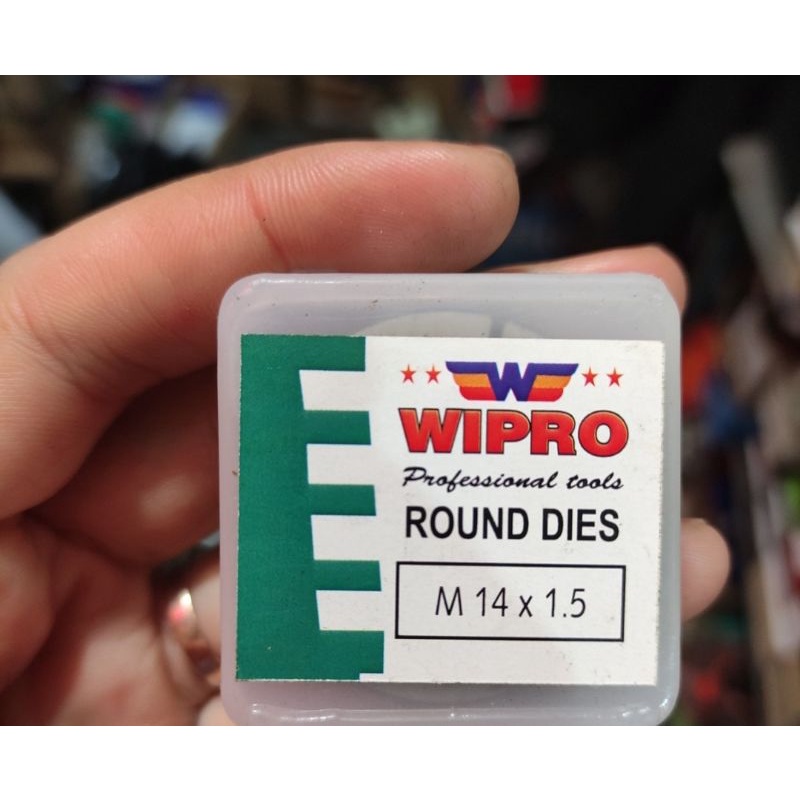 W
WIPRO
Professional tools
ROUND DIES
M 14 x 1.5